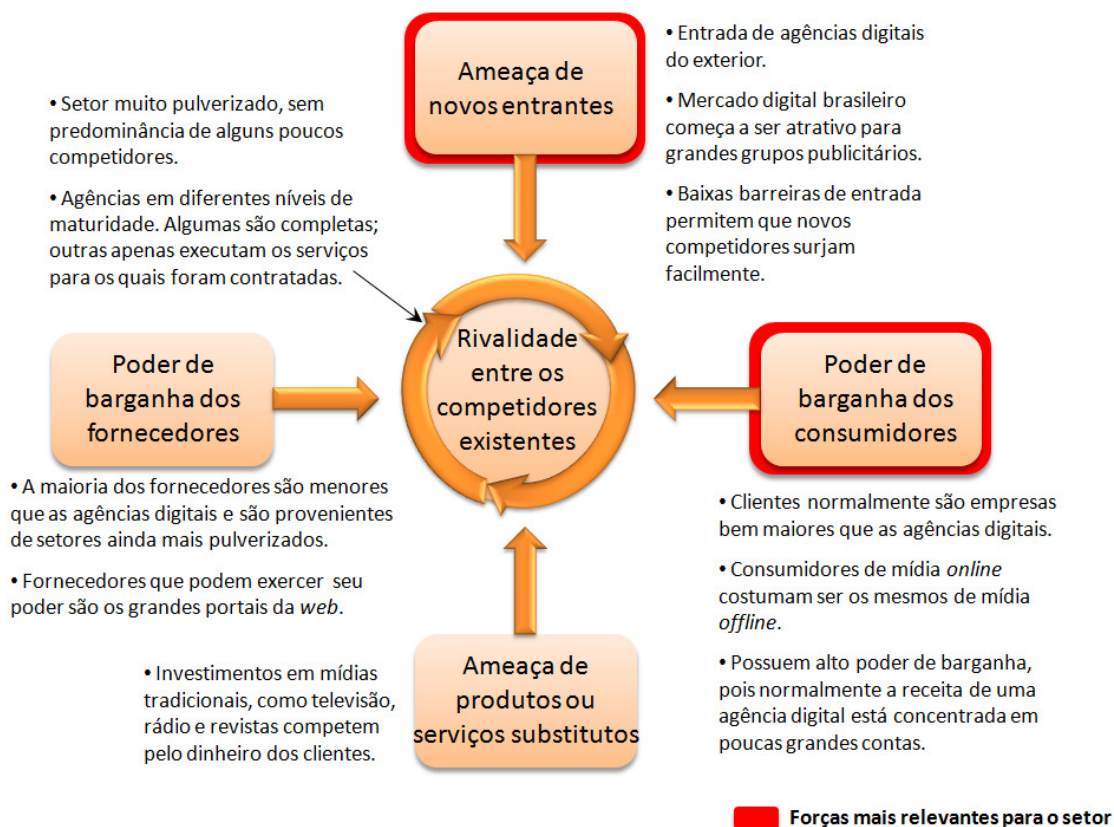 Ameaça de
novos entrantes
• Entrada de agências digitais
do exterior.
• Mercado digital brasileiro
começa a ser atrativo para
grandes grupos publicitários.
• Baixas barreiras de entrada
permitem que novos
competidores surjam
facilmente.
• Setor muito pulverizado, sem
predominância de alguns poucos
competidores.
• Agências em diferentes níveis de
maturidade. Algumas são completas;
outras apenas executam os serviços
para os quais foram contratadas.
Rivalidade
entre os
competidores
existentes
Poder de
barganha dos
fornecedores
• A maioria dos fornecedores são menores
que as agências digitais e são provenientes
de setores ainda mais pulverizados.
• Fornecedores que podem exercer seu
poder são os grandes portais da web.
Poder de
barganha dos
consumidores
• Clientes normalmente são empresas
bem maiores que as agências digitais.
• Consumidores de mídia online
costumam ser os mesmos de mídia
offline.
• Possuem alto poder de barganha,
pois normalmente a receita de uma
agência digital está concentrada em
poucas grandes contas.
Ameaça de
produtos ou
serviços substitutos
• Investimentos em mídias
tradicionais, como televisão,
rádio e revistas competem
pelo dinheiro dos clientes.
Forças mais relevantes para o setor